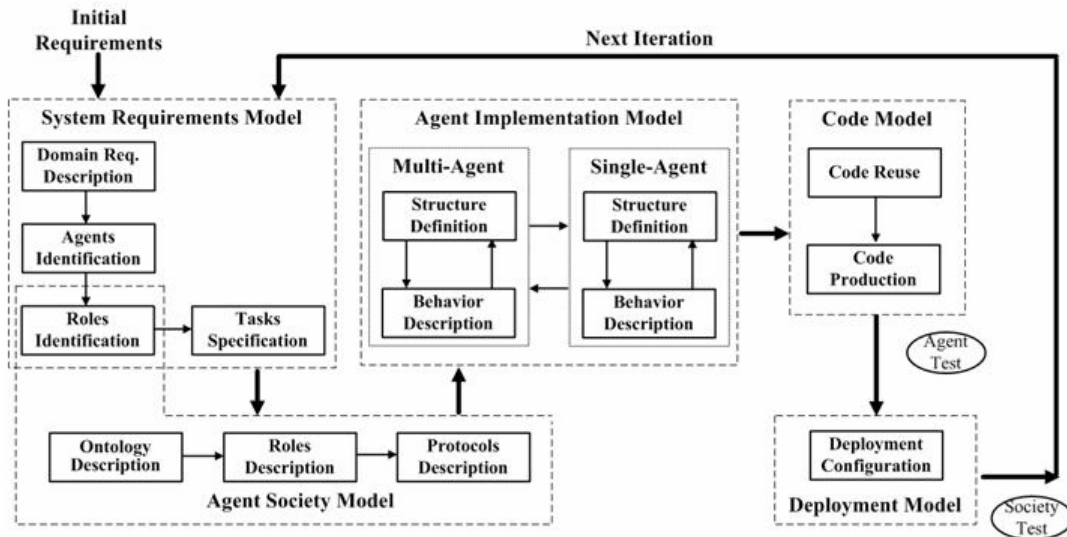 Initial
Requirements
Next Iteration
System Requirements Model
Domain Req.
Description
Agents
Identification
Roles
Identification
Tasks
Specification
Agent Implementation Model
Multi-Agent
Structure
Definition
Behavior
Description
Single-Agent
Structure
Definition
Behavior
Description
Code Model
Code Reuse
Code
Production
Agent
Test
Ontology
Description
Roles
Description
Protocols
Description
Agent Society Model
Deployment
Configuration
Deployment Model
Society
Test